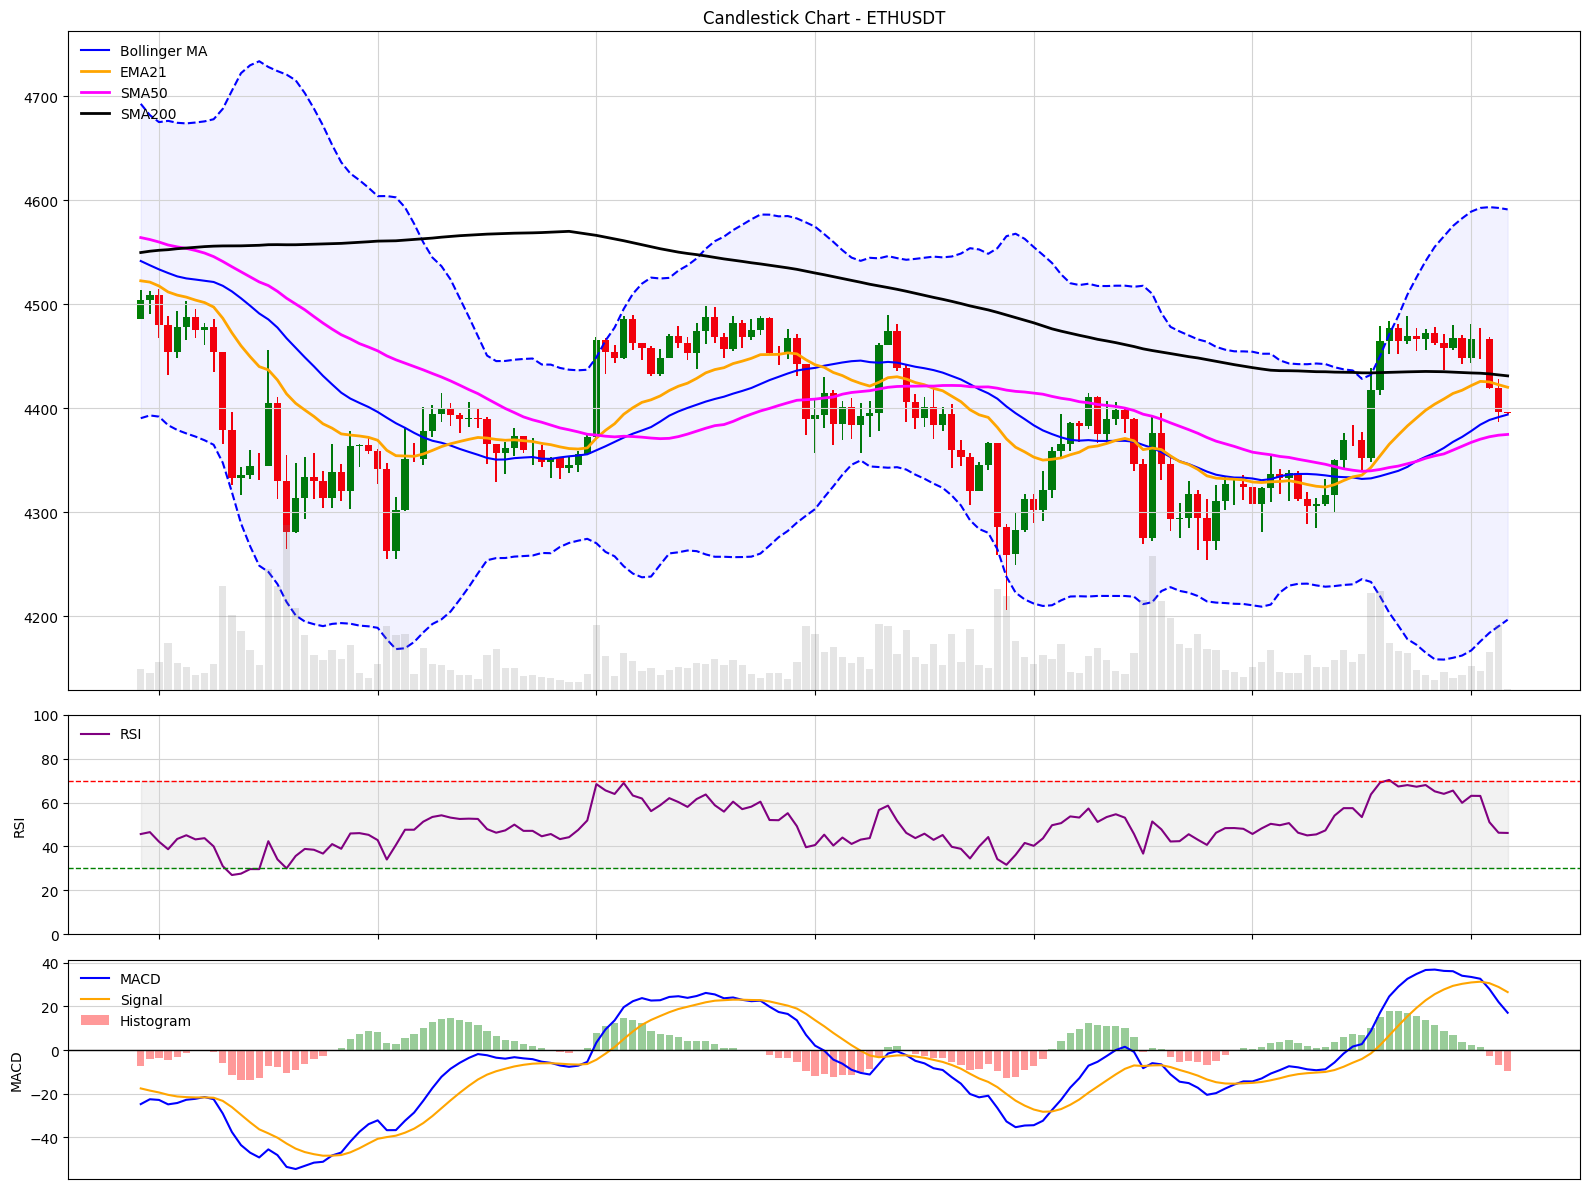 Candlestick Chart - ETHUSDT
Bollinger MA
EMA21
SMA50
SMA200
4700
4600
4500
4400
4300
4200
RSI
100
80
60
40
20
0
RSI
MACD
Signal
Histogram
40
20
0
−20
−40
MACD